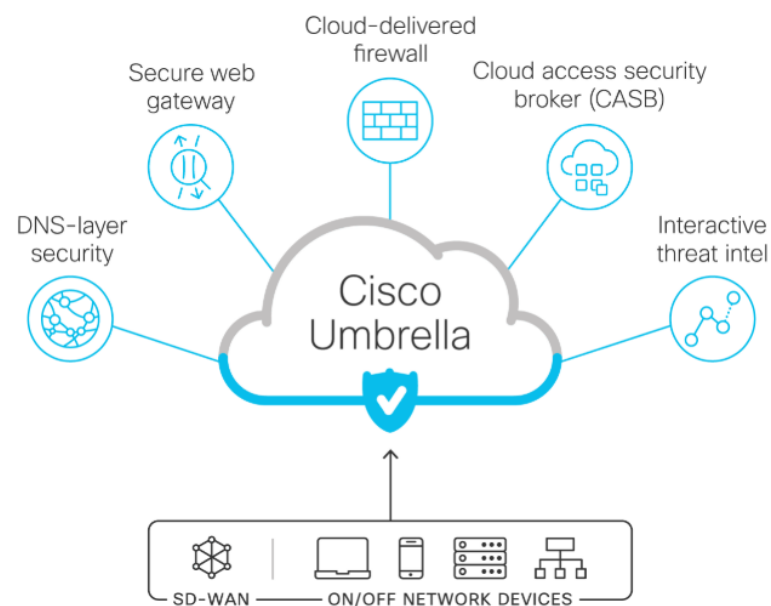 Cloud-delivered
firewall
Secure web
gateway
Cloud access security
broker (CASB)
DNS-layer
security
Interactive
threat intel
Cisco
Umbrella
SD-WAN
ON/OFF NETWORK DEVICES